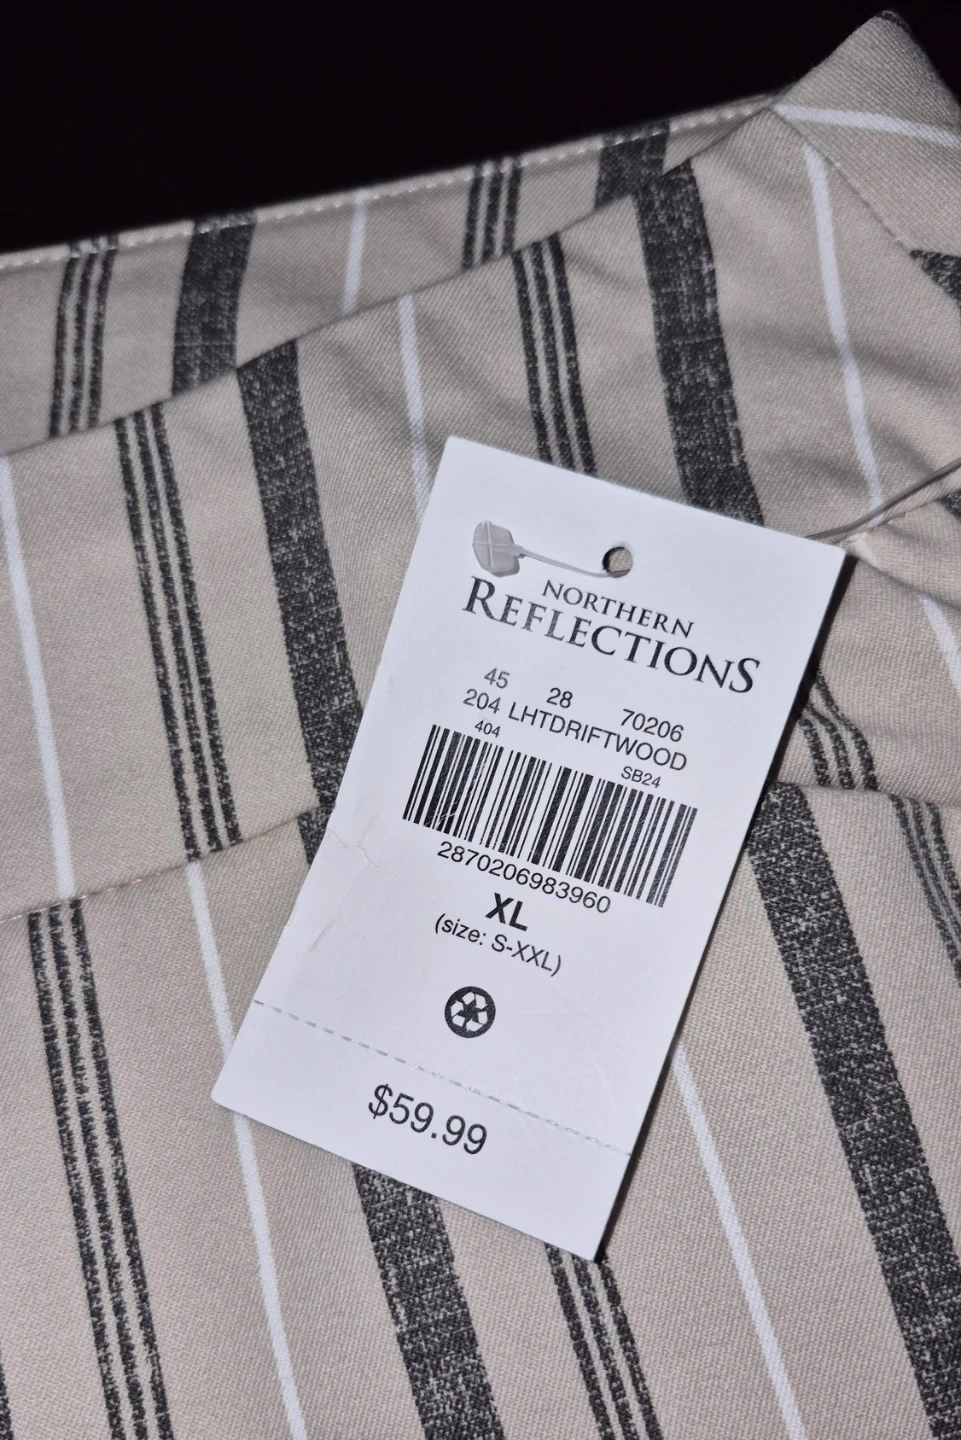 NORTHERN
REFLECTIONS
45 28 70206
204 LHTDRIFTWOOD
404 SB24
2870206983960
XL
(size: S-XXL)
$59.99